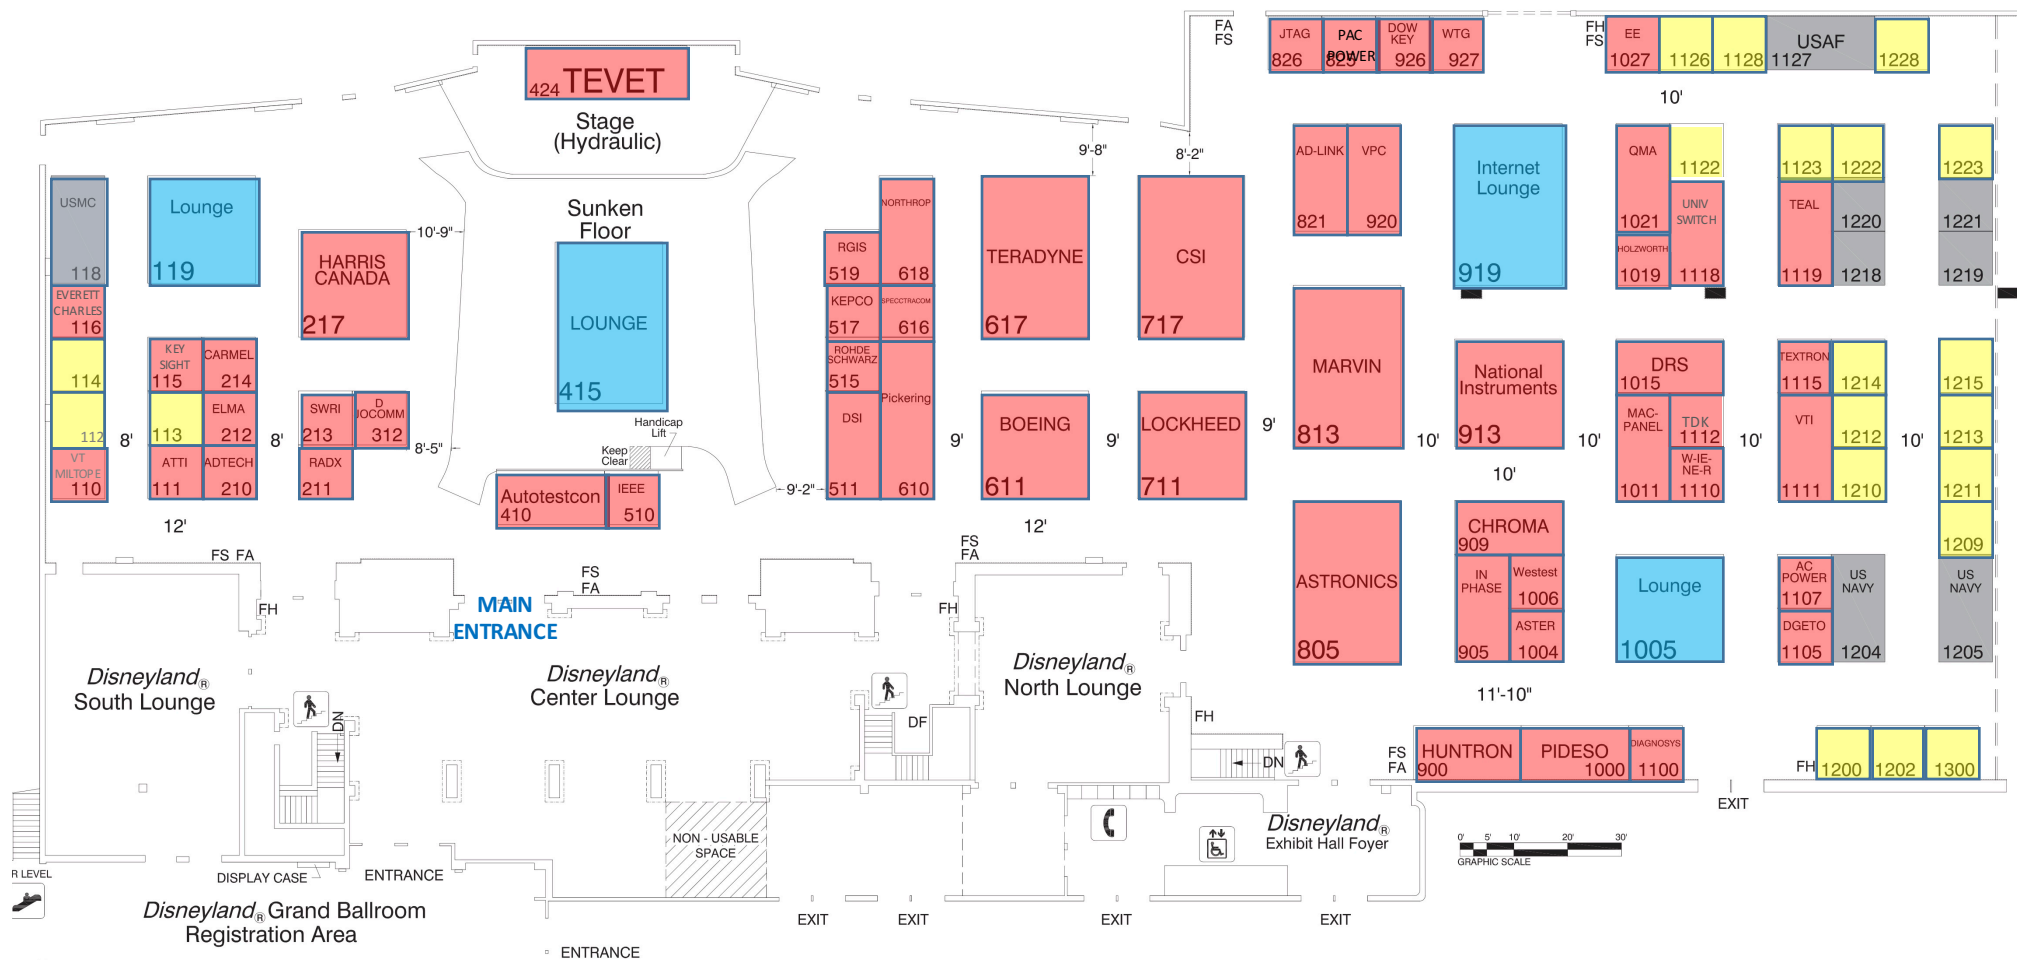 FA
FS
JTAG
826
PAC
POWER
825
DOW
KEY
926
WTG
927
FH
FS
EE
1027
1126
1128
USAF
1127
1228
10'
424 TEVET
Stage
(Hydraulic)
9'-8"
8'-2"
USMC
118
Lounge
119
10'-9"
HARRIS
CANADA
217
Sunken
Floor
LOUNGE
415
NORTHROP
618
RGIS
519
KEPCO
517
SPECCTRACOM
616
ROHDE
SCHWARZ
515
Pickering
610
DSI
511
TERADYNE
617
CSI
717
AD-LINK
821
VPC
920
Internet
Lounge
919
QMA
1021
1122
UNIV
SWITCH
1118
HOLZWORTH
1019
1123
1222
TEAL
1119
1220
1218
1223
1221
1219
EVERETT
CHARLES
116
114
112
VT
MILTOPE
110
8'
KEY
SIGHT
115
CARMEL
214
113
ELMA
212
ATTI
111
ADTECH
210
8'
SWRI
213
D
JOCOMM
312
RADX
211
8'-5"
Handicap
Lift
Keep
Clear
Autotestcon
410
IEEE
510
9'-2"
9'
BOEING
611
9'
LOCKHEED
711
9'
MARVIN
813
10'
National
Instruments
913
10'
10'
DRS
1015
MAC-
PANEL
1011
TDK
1112
W-IE-
NE-R
1110
10'
TEXTRON
1115
1214
VTI
1111
1212
1210
10'
1215
1213
1211
1209
12'
12'
ASTRONICS
805
CHROMA
909
IN
PHASE
905
Westest
1006
ASTER
1004
Lounge
1005
AC
POWER
1107
DGETO
1105
US
NAVY
1204
US
NAVY
1205
11'-10"
FS FA
FH
FS
FA
MAIN
ENTRANCE
FS
FA
FH
Disneyland®
South Lounge
Disneyland®
Center Lounge
Disneyland®
North Lounge
DN
DF
FH
DN
FS
FA
HUNTRON
900
PIDESO
1000
DIAGNOSYS
1100
FH
1200
1202
1300
EXIT
NON - USABLE
SPACE
Disneyland®
Exhibit Hall Foyer
0' 5' 10' 20' 30'
GRAPHIC SCALE
R LEVEL
DISPLAY CASE
ENTRANCE
Disneyland® Grand Ballroom
Registration Area
EXIT
EXIT
EXIT
EXIT
ENTRANCE